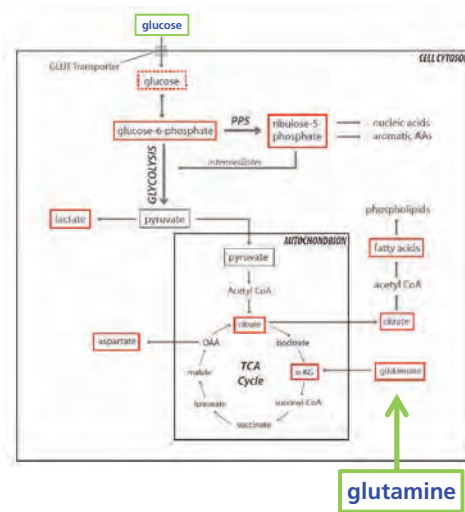 glucose
CELL CYTOSOL
GLUT Transporter
glucose
glucose-6-phosphate
PPS
ribulose-5-
phosphate
nucleic acids
aromatic AAs
intermediates
GLYCOLYSIS
lactate
pyruvate
MITOCHONDRION
pyruvate
Acetyl CoA
phospholipids
fatty acids
acetyl CoA
citrate
citrate
isocitrate
aspartate
OAA
TCA
Cycle
malate
α-KG
glutamate
fumarate
succinyl-CoA
succinate
glutamine